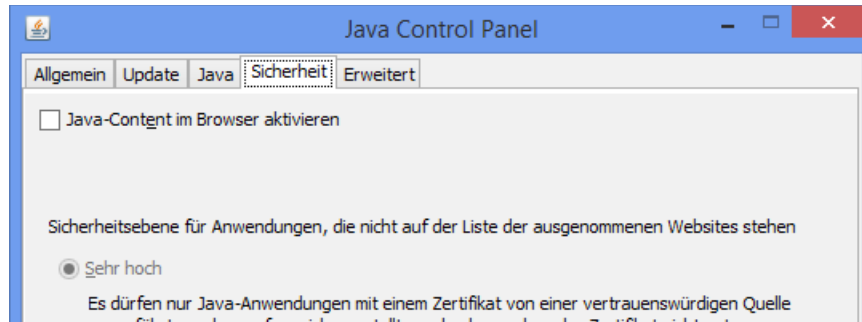 Java Control Panel
Allgemein Update Java Sicherheit Erweitert
Java-Content im Browser aktivieren
Sicherheitsebene für Anwendungen, die nicht auf der Liste der ausgenommenen Websites stehen
Sehr hoch
Es dürfen nur Java-Anwendungen mit einem Zertifikat von einer vertrauenswürdigen Quelle